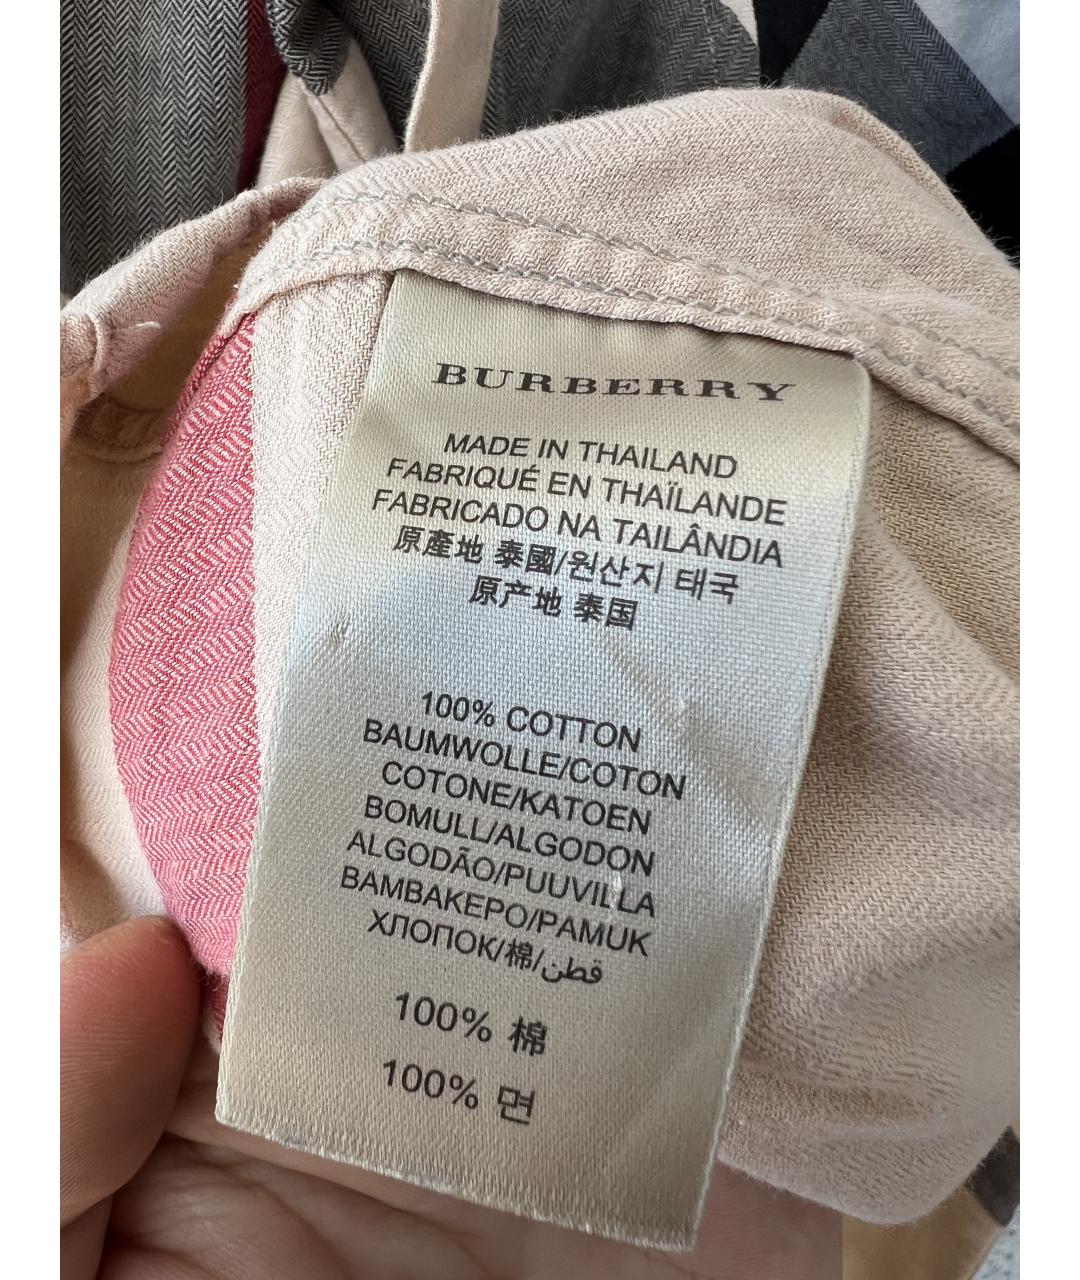 BURBERRY
MADE IN THAILAND
FABRIQUÉ EN THAÏLANDE
FABRICADO NA TAILÂNDIA
原產地 泰國/원산지 태국
原产地 泰国
100% COTTON
BAUMWOLLE/COTON
COTONE/KATOEN
BOMULL/ALGODON
ALGODÃO/PUUVILLA
ΒΑΜΒΑΚΕΡΟ/PAMUK
ХЛОПОК/棉/قطن
100% 棉
100% 면